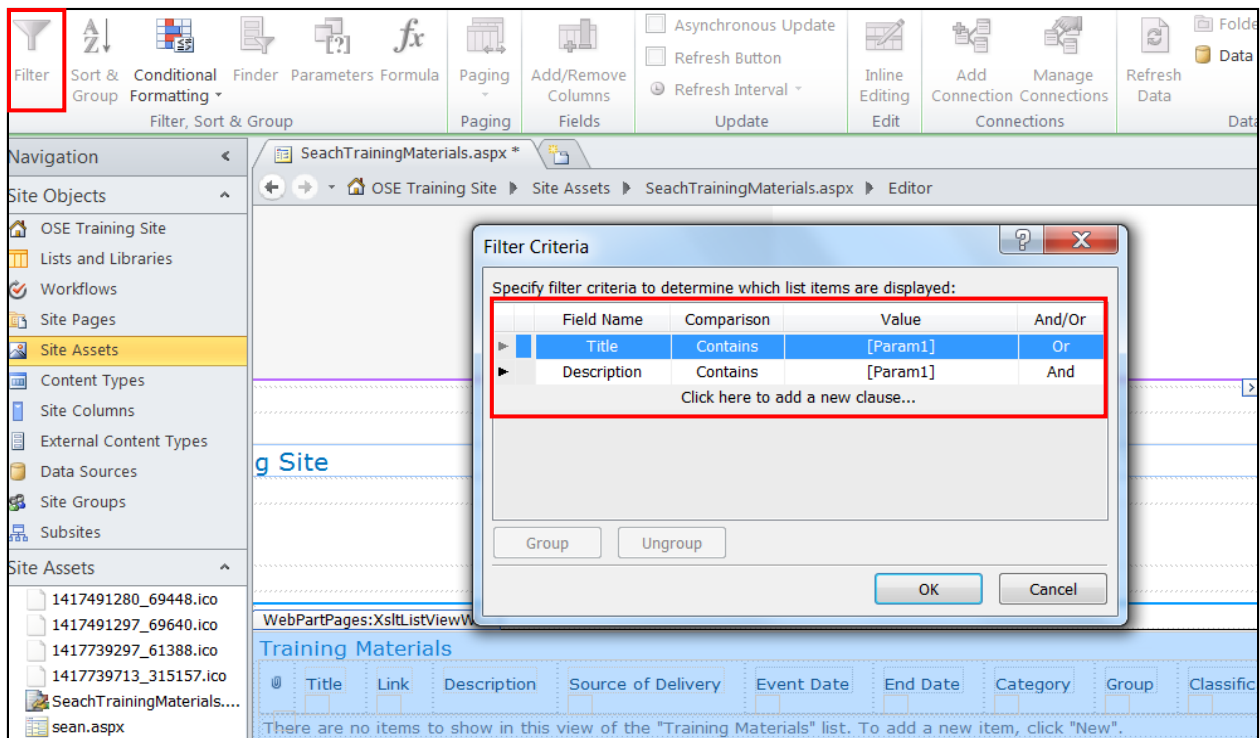 Filter
Sort & Group
Conditional Formatting
Finder
Parameters
Formula
Filter, Sort & Group
Paging
Paging
Add/Remove Columns
Fields
Asynchronous Update
Refresh Button
Refresh Interval
Update
Inline Editing
Edit
Add Connection
Manage Connections
Connections
Refresh Data
Folde
Data
Data
Navigation
Site Objects
OSE Training Site
Lists and Libraries
Workflows
Site Pages
Site Assets
Content Types
Site Columns
External Content Types
Data Sources
Site Groups
Subsites
Site Assets
1417491280_69448.ico
1417491297_69640.ico
1417739297_61388.ico
1417739713_315157.ico
SeachTrainingMaterials....
sean.aspx
SeachTrainingMaterials.aspx *
OSE Training Site Site Assets SeachTrainingMaterials.aspx Editor
g Site
Filter Criteria
Specify filter criteria to determine which list items are displayed:
Field Name Comparison Value And/Or
Title Contains [Param1] Or
Description Contains [Param1] And
Click here to add a new clause...
Group Ungroup
OK Cancel
WebPartPages:XsltListViewW
Training Materials
Title Link Description Source of Delivery Event Date End Date Category Group Classific
There are no items to show in this view of the "Training Materials" list. To add a new item, click "New".